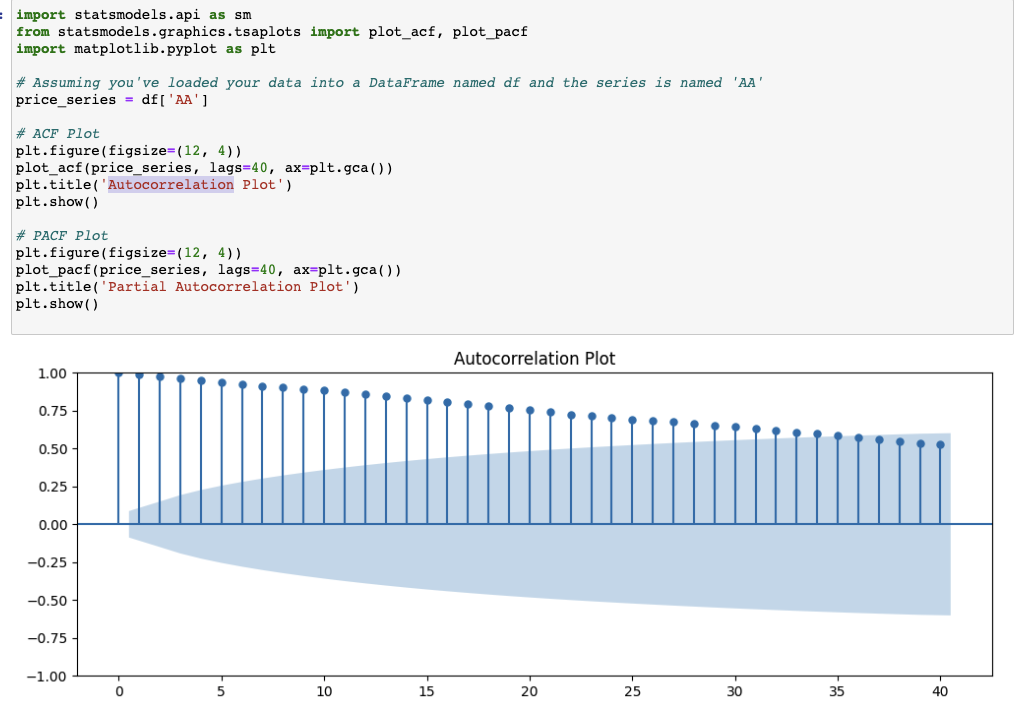 import statsmodels.api as sm
from statsmodels.graphics.tsaplots import plot_acf, plot_pacf
import matplotlib.pyplot as plt
# Assuming you've loaded your data into a DataFrame named df and the series is named 'AA'
price_series = df['AA']
# ACF Plot
plt.figure(figsize=(12, 4))
plot_acf(price_series, lags=40, ax=plt.gca())
plt.title('Autocorrelation Plot')
plt.show()
# PACF Plot
plt.figure(figsize=(12, 4))
plot_pacf(price_series, lags=40, ax=plt.gca())
plt.title('Partial Autocorrelation Plot')
plt.show()
Autocorrelation Plot
1.00
0.75
0.50
0.25
0.00
−0.25
−0.50
−0.75
−1.00
0 5 10 15 20 25 30 35 40